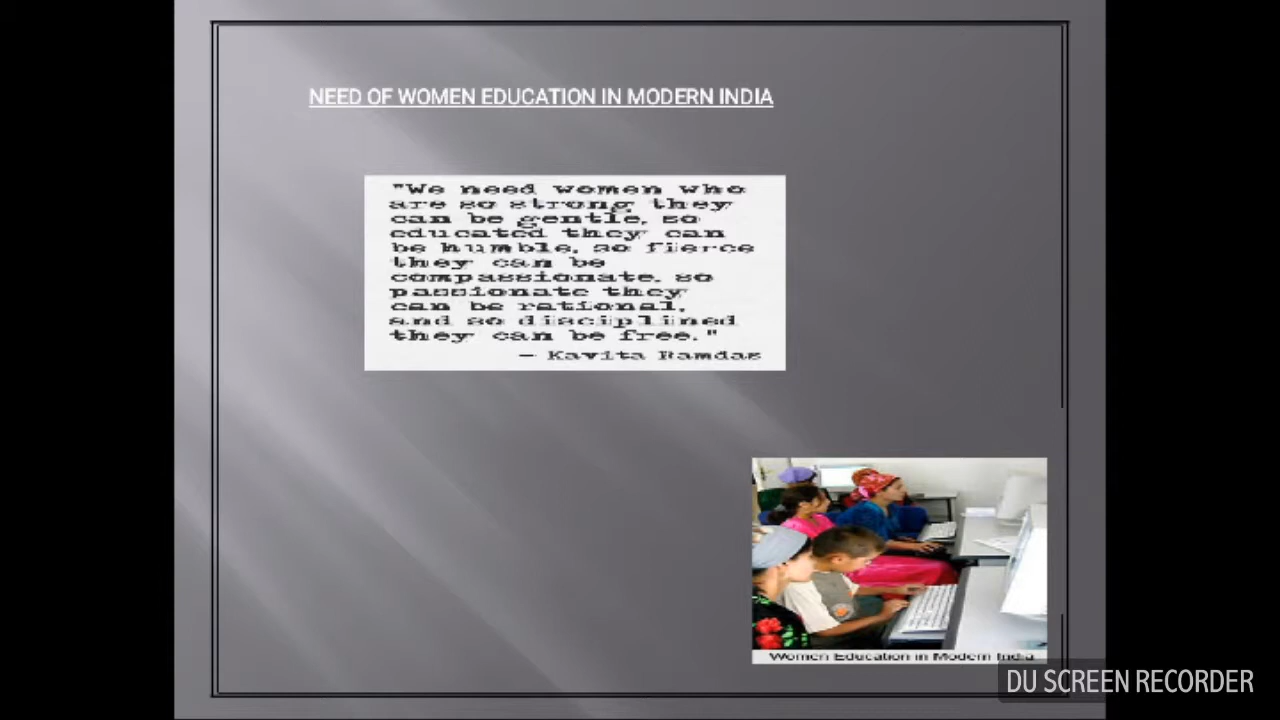 NEED OF WOMEN EDUCATION IN MODERN INDIA
"We need women who
are so strong they
can be gentle, so
educated they can
be humble, so fierce
they can be
compassionate, so
passionate they
can be rational,
and so disciplined
they can be free."
– Kavita Ramdas
Women Education in Modern India
DU SCREEN RECORDER